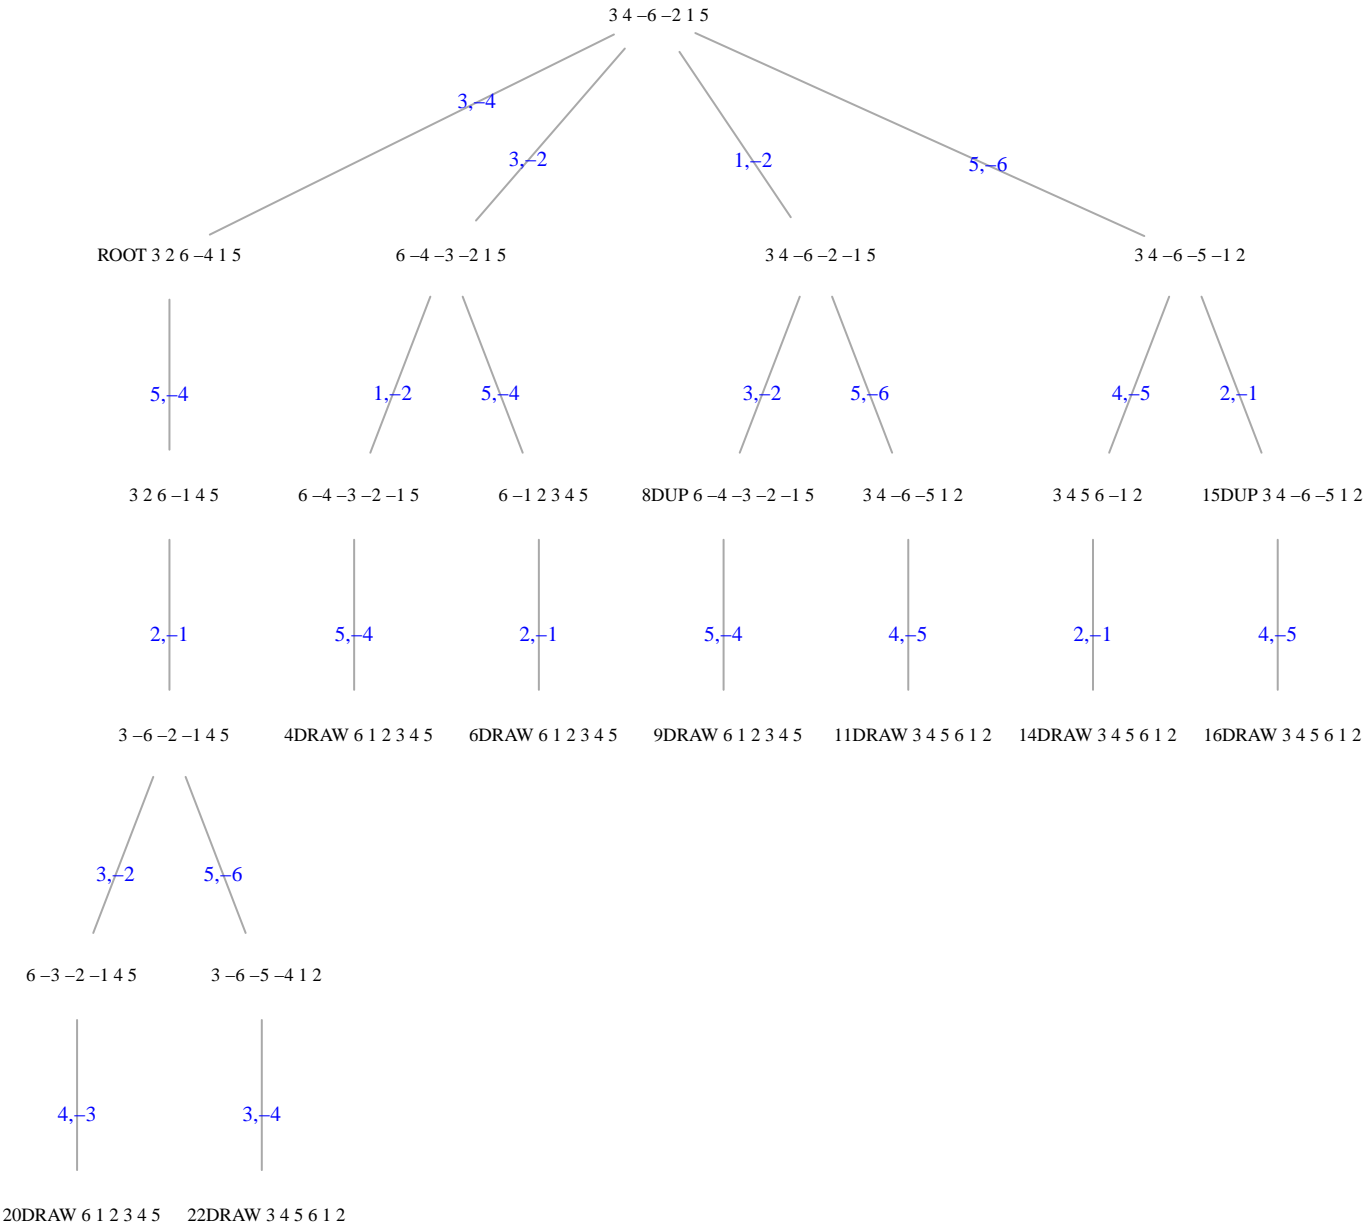 3 4 –6 –2 1 5
3,–4
3,–2
1,–2
5,–6
ROOT 3 2 6 –4 1 5
6 –4 –3 –2 1 5
3 4 –6 –2 –1 5
3 4 –6 –5 –1 2
5,–4
1,–2
5,–4
3,–2
5,–6
4,–5
2,–1
3 2 6 –1 4 5
6 –4 –3 –2 –1 5
6 –1 2 3 4 5
8DUP 6 –4 –3 –2 –1 5
3 4 –6 –5 1 2
3 4 5 6 –1 2
15DUP 3 4 –6 –5 1 2
2,–1
5,–4
2,–1
5,–4
4,–5
2,–1
4,–5
3 –6 –2 –1 4 5
4DRAW 6 1 2 3 4 5
6DRAW 6 1 2 3 4 5
9DRAW 6 1 2 3 4 5
11DRAW 3 4 5 6 1 2
14DRAW 3 4 5 6 1 2
16DRAW 3 4 5 6 1 2
3,–2
5,–6
6 –3 –2 –1 4 5
3 –6 –5 –4 1 2
4,–3
3,–4
20DRAW 6 1 2 3 4 5
22DRAW 3 4 5 6 1 2